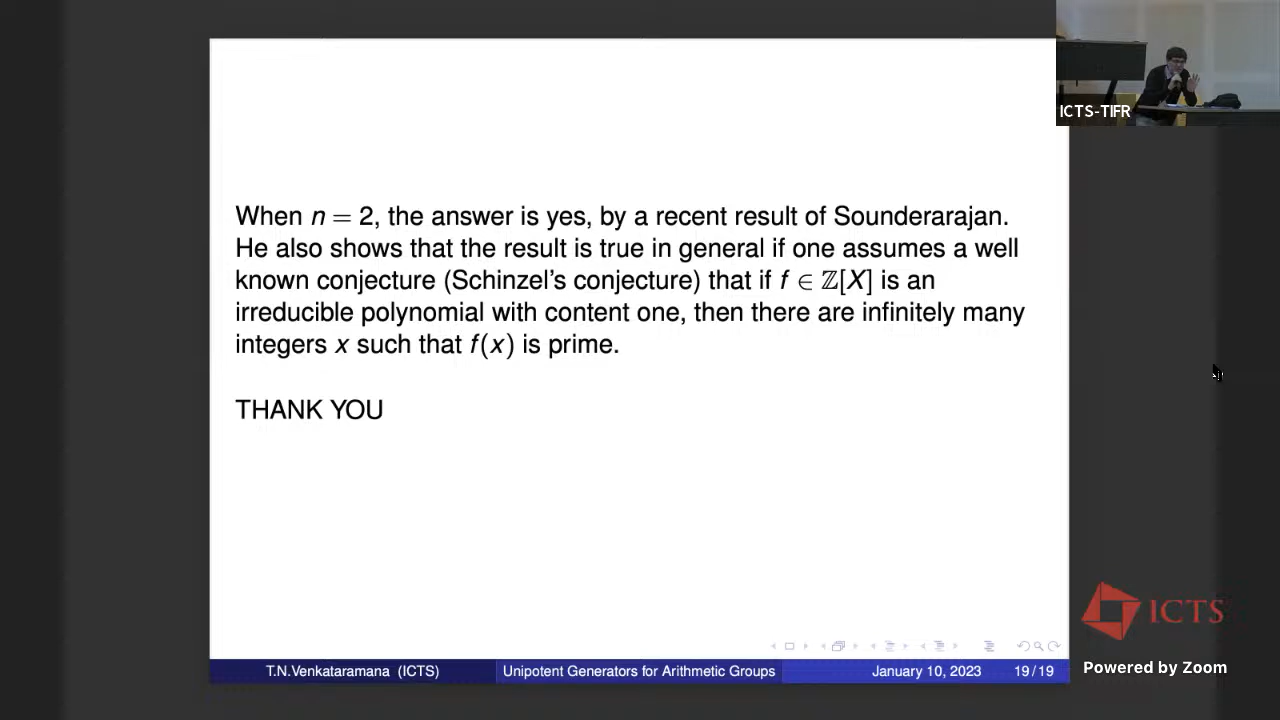 ICTS-TIFR
When n = 2, the answer is yes, by a recent result of Sounderarajan.
He also shows that the result is true in general if one assumes a well
known conjecture (Schinzel's conjecture) that if f ∈ ℤ[X] is an
irreducible polynomial with content one, then there are infinitely many
integers x such that f(x) is prime.
THANK YOU
ICTS
T.N.Venkataramana (ICTS) Unipotent Generators for Arithmetic Groups January 10, 2023 19/19
Powered by Zoom